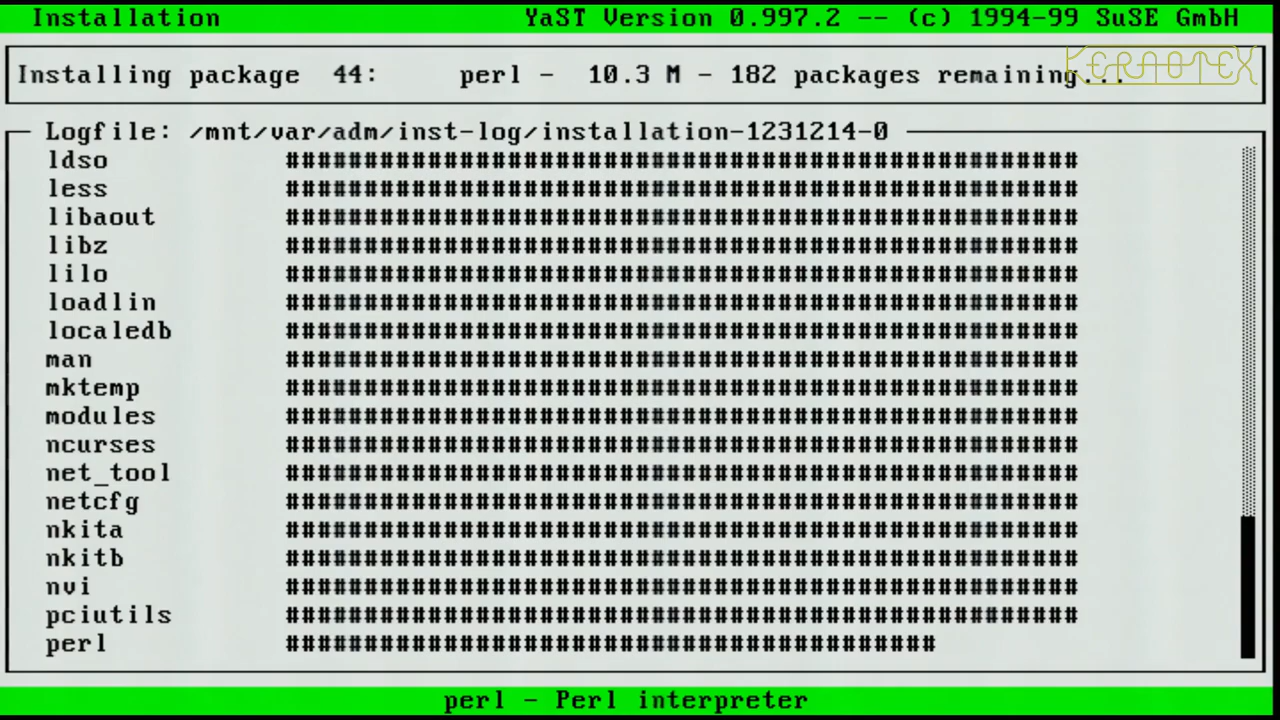 Installation YaST Version 0.997.2 -- (c) 1994-99 SuSE GmbH
KERNOTEX
Installing package 44: perl - 10.3 M - 182 packages remaining...
Logfile: /mnt/var/adm/inst-log/installation-1231214-0
ldso ##################################################
less ##################################################
libaout ##################################################
libz ##################################################
lilo ##################################################
loadlin ##################################################
localedb ##################################################
man ##################################################
mktemp ##################################################
modules ##################################################
ncurses ##################################################
net_tool ##################################################
netcfg ##################################################
nkita ##################################################
nkitb ##################################################
nvi ##################################################
pciutils ##################################################
perl #########################################
perl - Perl interpreter